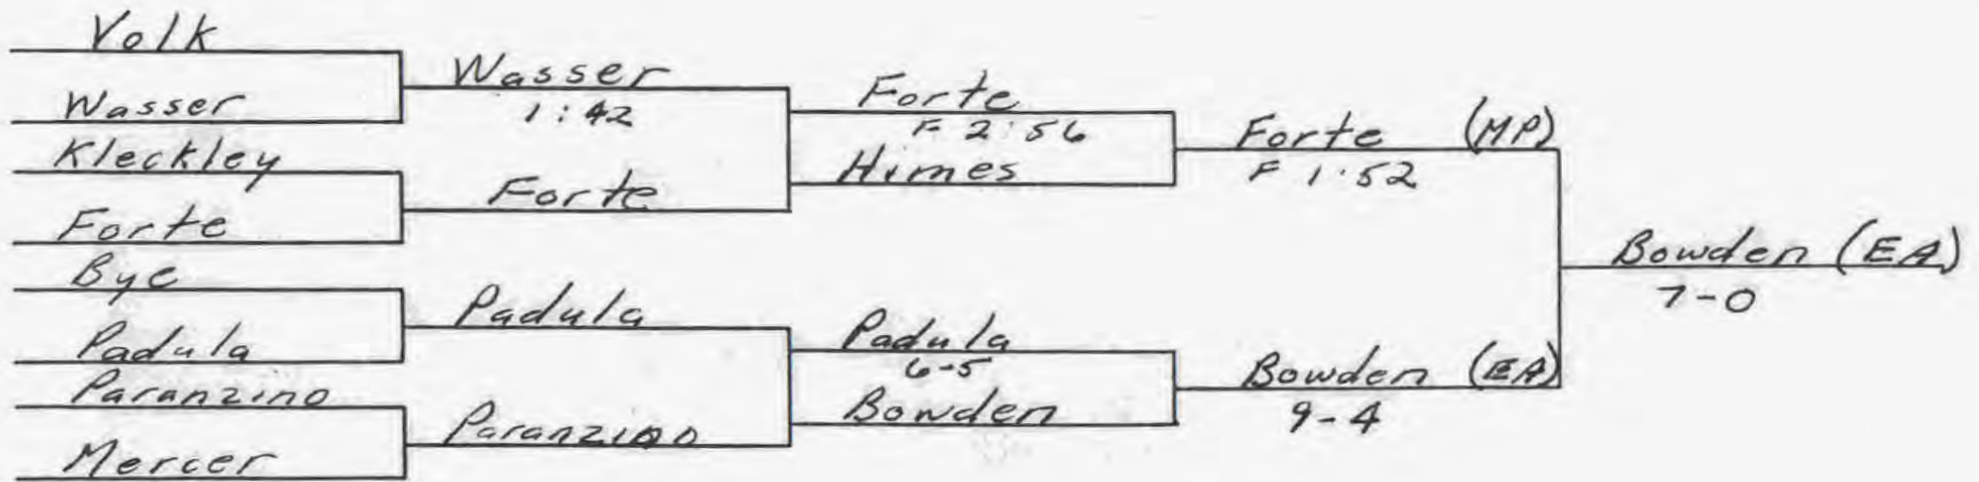 Volk
Wasser
Kleckley
Forte
Bye
Padula
Paranzino
Mercer
Wasser
1:42
Forte
Padula
Paranzino
Forte
F 2:56
Himes
Padula
6-5
Bowden
Forte (MP)
F 1:52
Bowden (EA)
9-4
Bowden (EA)
7-0